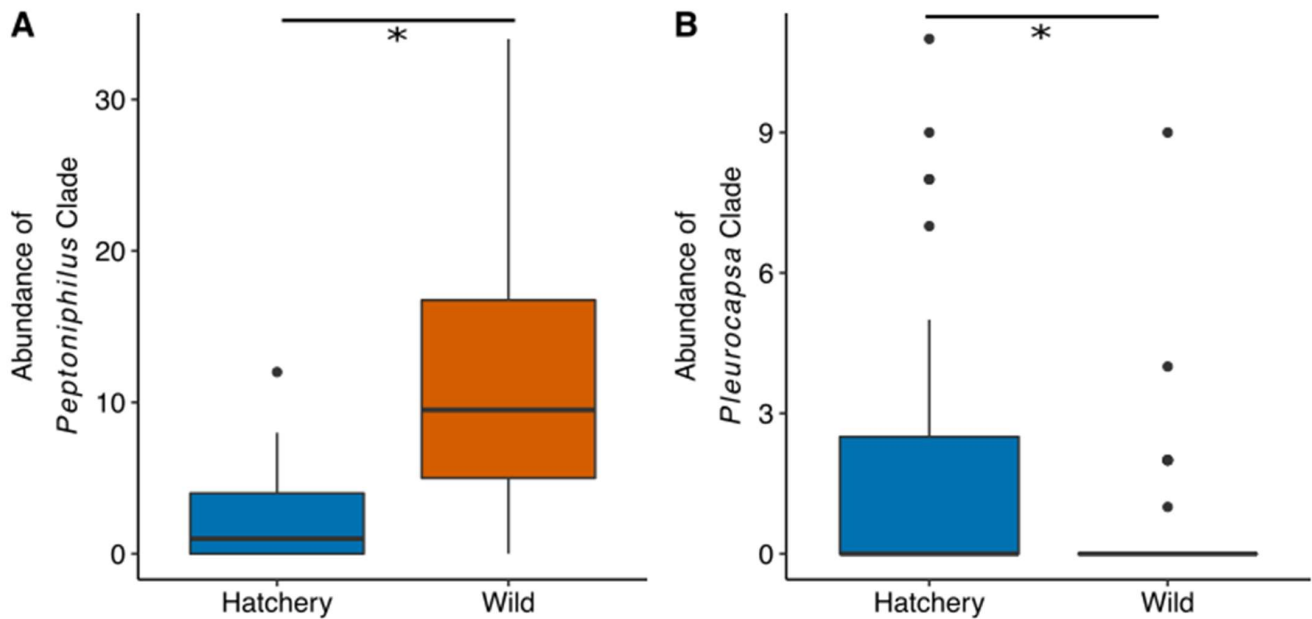 A
*
Abundance of
Peptoniphilus Clade
30
20
10
0
Hatchery
Wild
B
*
Abundance of
Pleurocapsa Clade
9
6
3
0
Hatchery
Wild